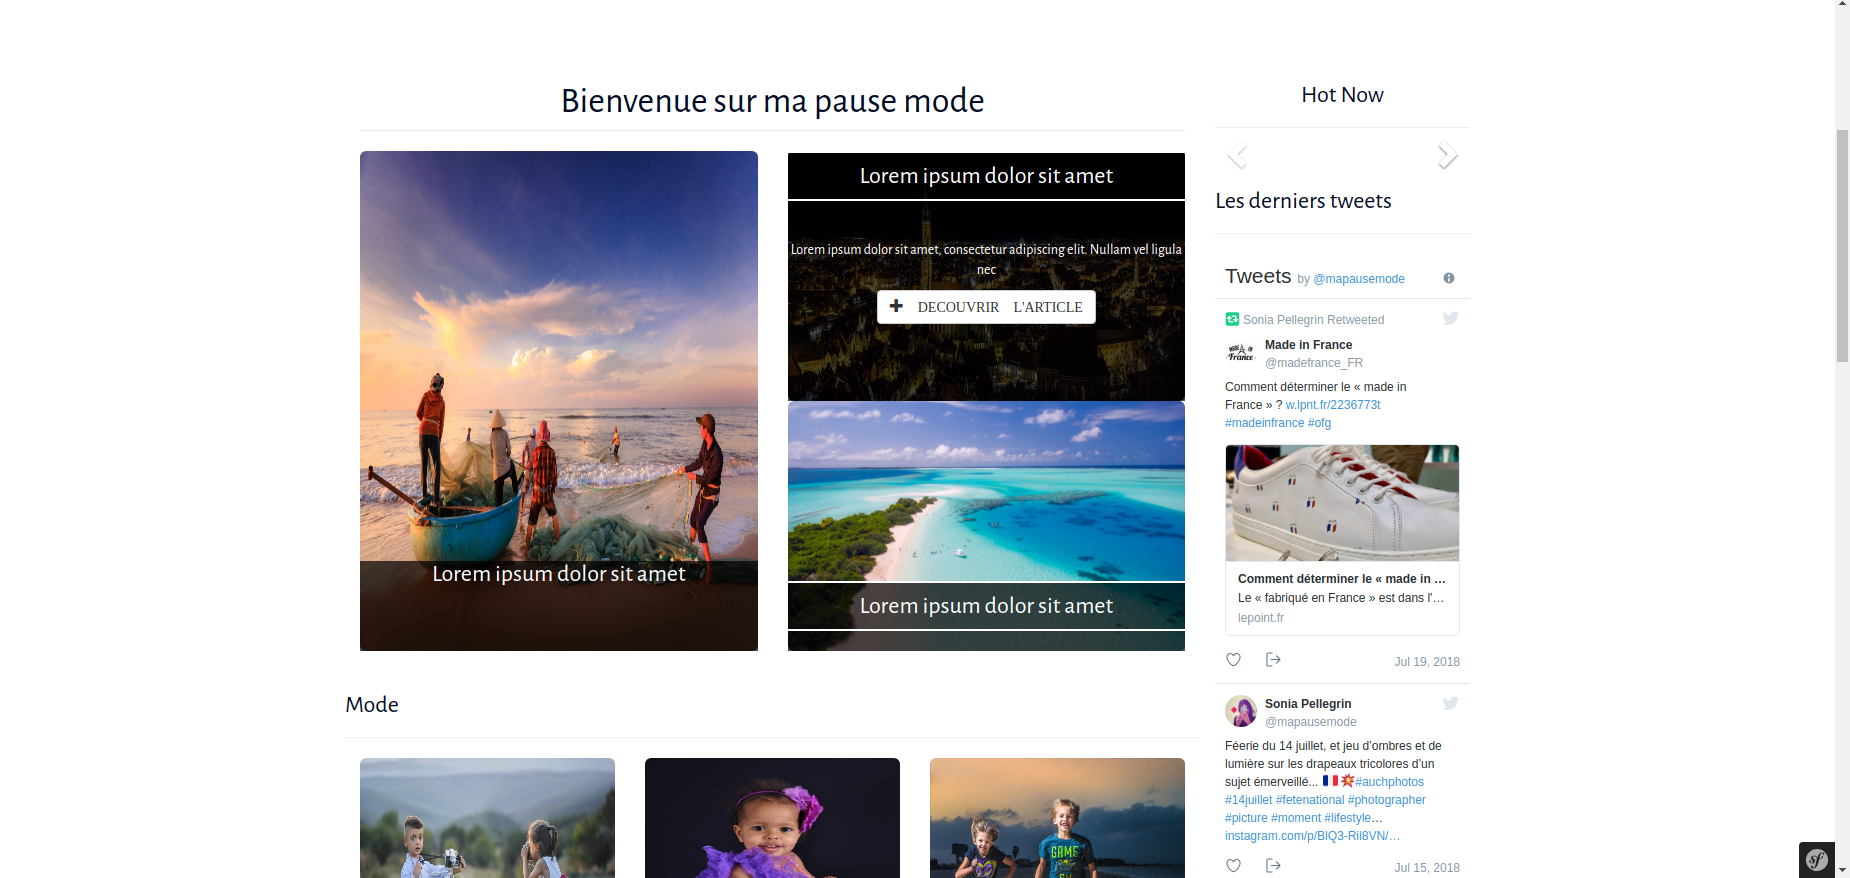 Bienvenue sur ma pause mode
Lorem ipsum dolor sit amet
Lorem ipsum dolor sit amet
Lorem ipsum dolor sit amet, consectetur adipiscing elit. Nullam vel ligula
nec
DECOUVRIR L'ARTICLE
Lorem ipsum dolor sit amet
Mode
GAME
Hot Now
Les derniers tweets
Tweets by @mapausemode
Sonia Pellegrin Retweeted
MADE IN
France
Made in France
@madefrance_FR
Comment déterminer le « made in
France » ? w.lpnt.fr/2236773t
#madeinfrance #ofg
Comment déterminer le « made in ...
Le « fabriqué en France » est dans l'...
lepoint.fr
Jul 19, 2018
Sonia Pellegrin
@mapausemode
Féerie du 14 juillet, et jeu d’ombres et de
lumière sur les drapeaux tricolores d’un
sujet émerveillé... #auchphotos
#14juillet #fetenational #photographer
#picture #moment #lifestyle…
instagram.com/p/BlQ3-Ril8VN/…
Jul 15, 2018
sf